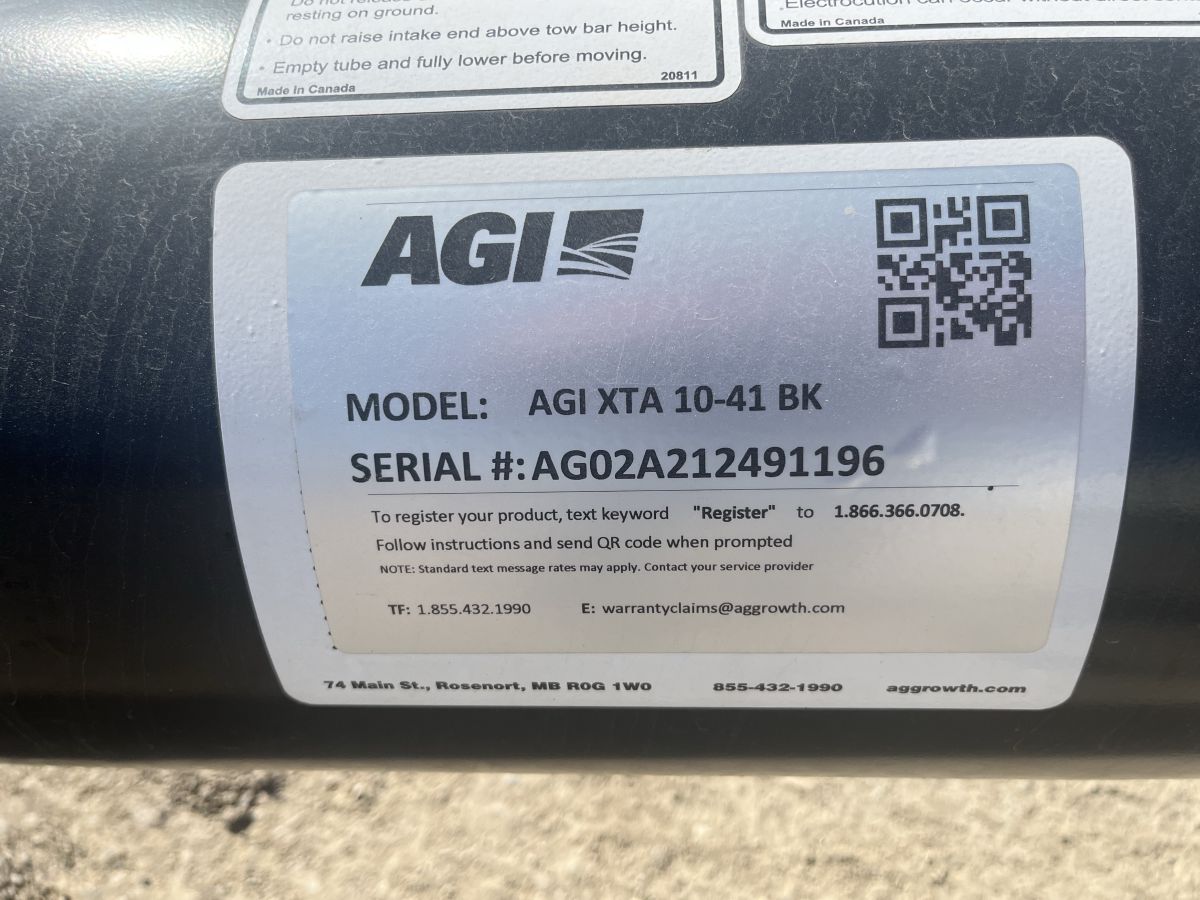 resting on ground.
• Do not raise intake end above tow bar height.
• Empty tube and fully lower before moving.
20811
Made In Canada
Made in Canada
AGI
MODEL: AGI XTA 10-41 BK
SERIAL #: AG02A212491196
To register your product, text keyword "Register" to 1.866.366.0708.
Follow instructions and send QR code when prompted
NOTE: Standard text message rates may apply. Contact your service provider
TF: 1.855.432.1990 E: warrantyclaims@aggrowth.com
74 Main St., Rosenort, MB R0G 1W0 855-432-1990 aggrowth.com